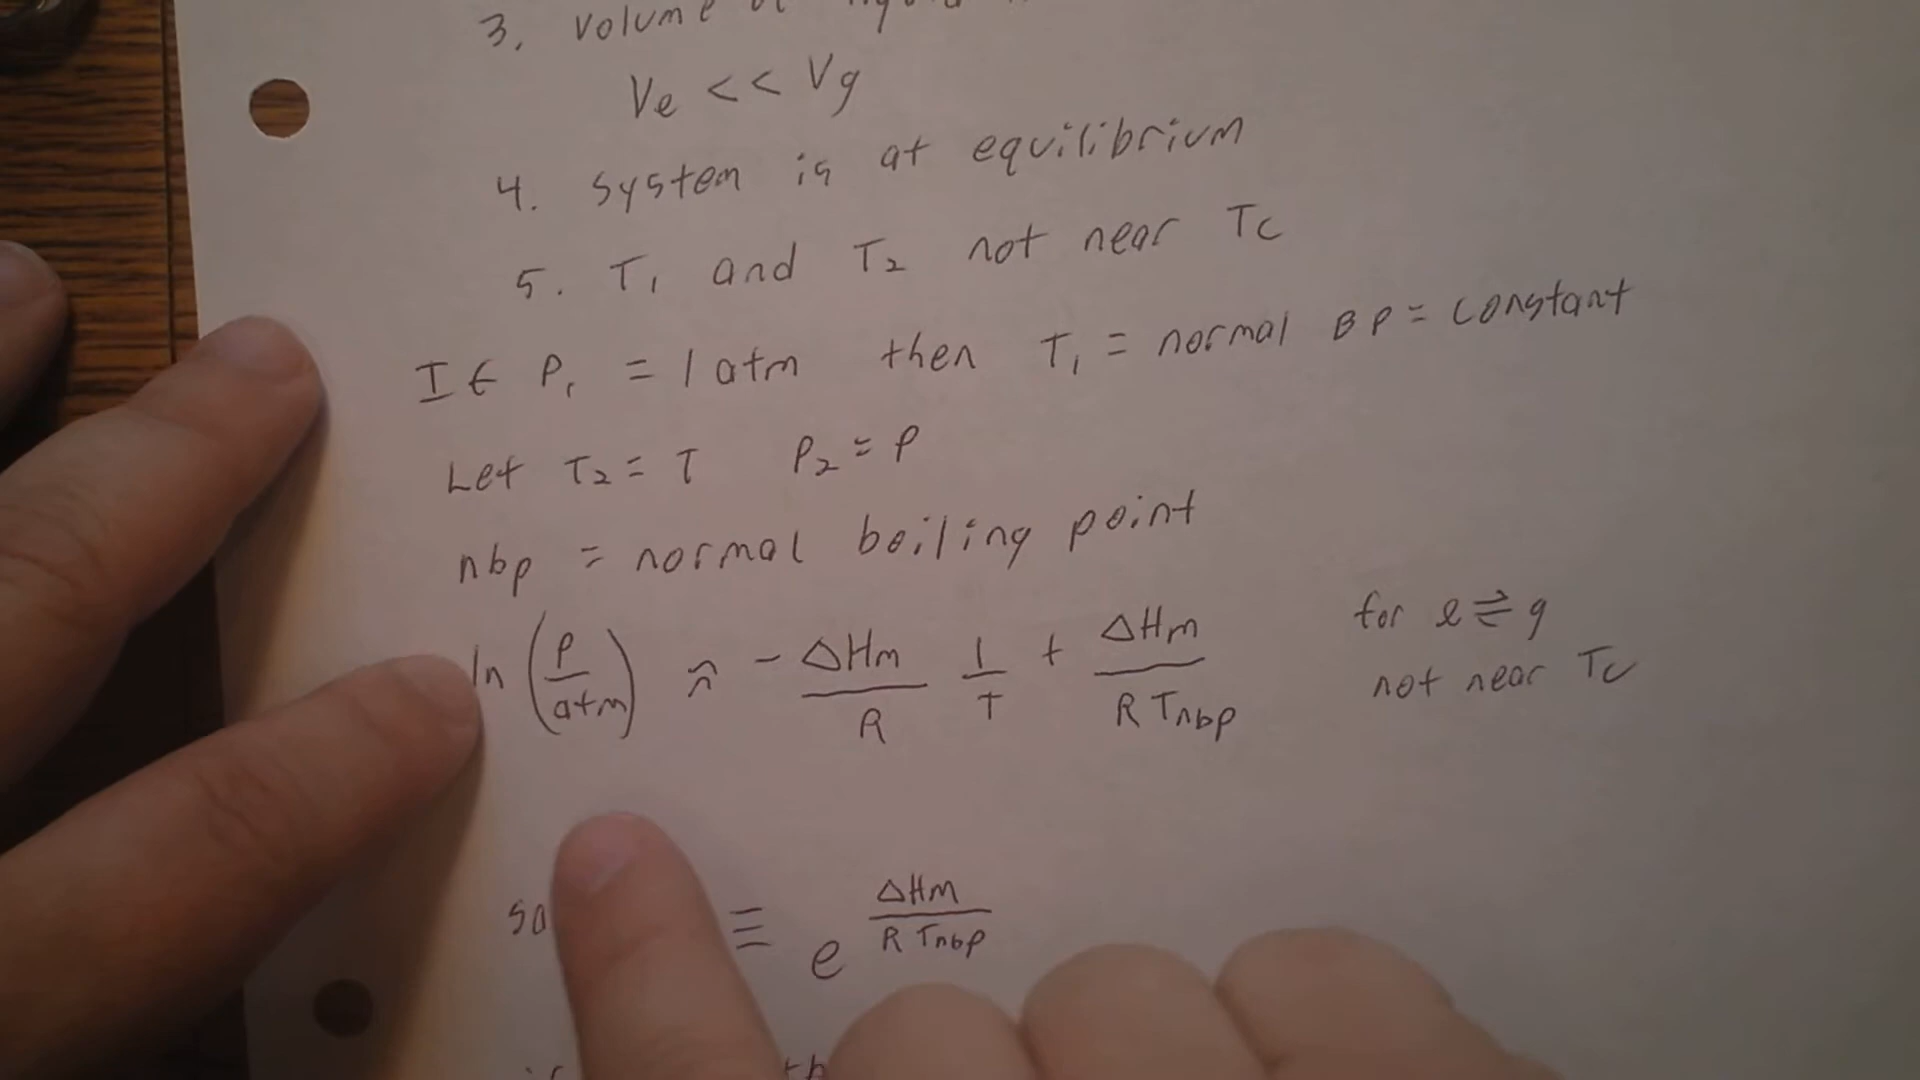 3. Volume of
Ve << Vg
4. System is at equilibrium
5. T₁ and T₂ not near Tc
If P₁ = 1 atm then T₁ = normal BP = constant
Let T₂ = T P₂ = P
nbp = normal boiling point
ln (P/atm) ≈ - ΔHm/R 1/T + ΔHm/(R Tnbp) for l ⇌ g
not near Tc
so ≡ e^(ΔHm/(R Tnbp))